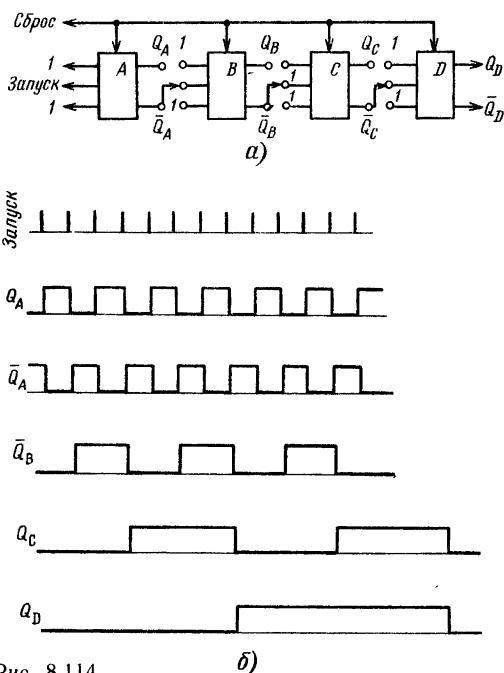 Сброс
Q_A 1 Q_B Q_C 1
1 A B C D Q_D
Запуск 1
1 1 1 Q̅_D
Q̅_A Q̅_B Q̅_C
а)
Запуск
Q_A
Q̅_A
Q̅_B
Q_C
Q_D
Рис. 8.114
б)